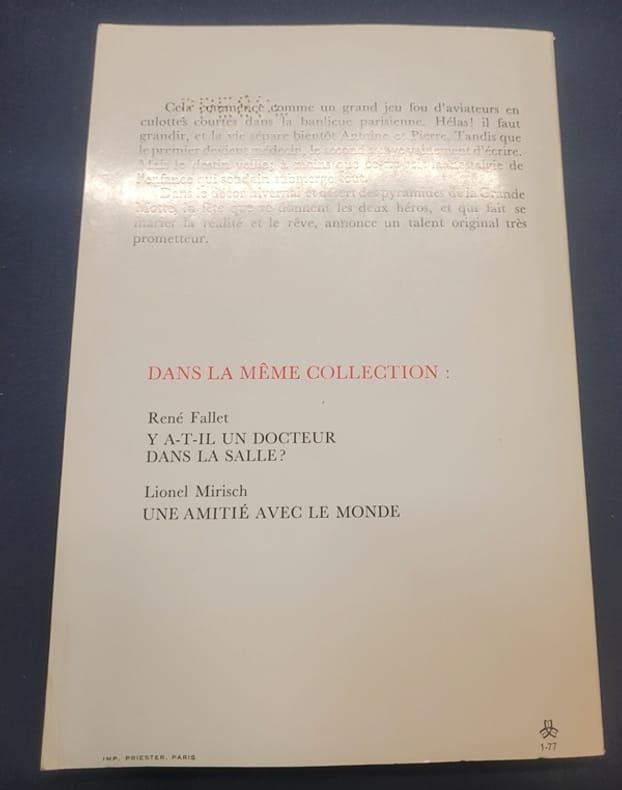 Cela commence comme un grand jeu fou d'aviateurs en
culottes courtes dans la banlieue parisienne. Hélas! il faut
grandir, et la vie sépare bientôt Antoine et Pierre. Tandis que
le premier devient médecin, le second d'écrire.
Mais le destin de
l'enfance qui soudain submerge tout.
Dans le décor hivernal et désert des pyramides de la Grande
Motte, la fête que se donnent les deux héros, et qui fait se
marier la réalité et le rêve, annonce un talent original très
prometteur.
DANS LA MÊME COLLECTION :
René Fallet
Y A-T-IL UN DOCTEUR
DANS LA SALLE?
Lionel Mirisch
UNE AMITIÉ AVEC LE MONDE
IMP. PRIESTER, PARIS
1-77